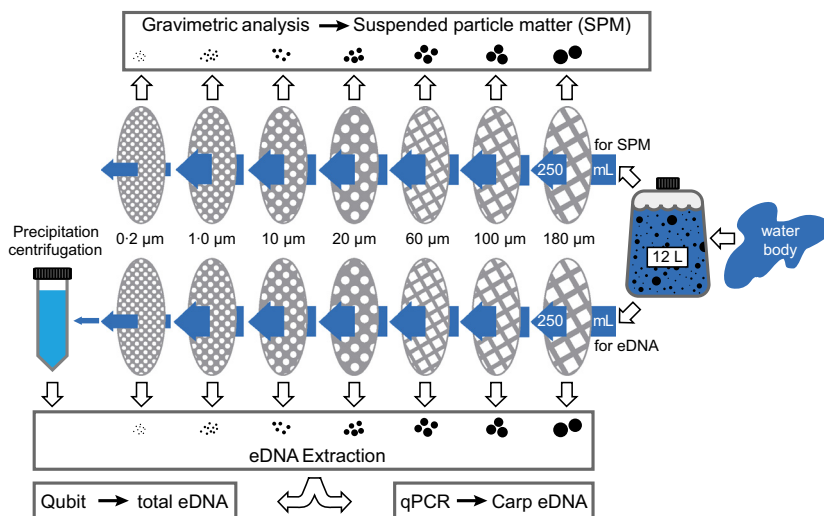 Gravimetric analysis → Suspended particle matter (SPM)
for SPM
250 mL
Precipitation
centrifugation
0·2 µm 1·0 µm 10 µm 20 µm 60 µm 100 µm 180 µm
12 L
water
body
250 mL
for eDNA
eDNA Extraction
Qubit → total eDNA
qPCR → Carp eDNA